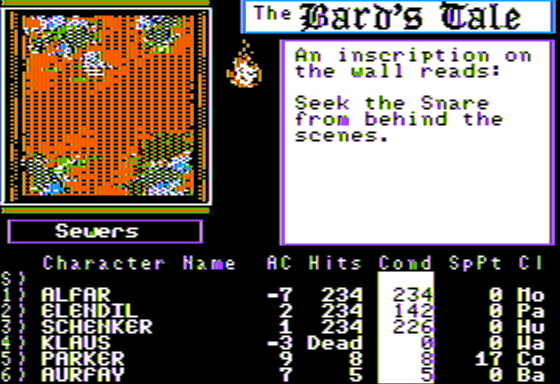 The Bard's Tale
An inscription on
the wall reads:
Seek the Snare
from behind the
scenes.
Sewers
Character Name AC Hits Cond SpPt Cl
S)
1) ALFAR -7 234 234 0 Mo
2) ELENDIL 2 234 142 0 Pa
3) SCHENKER 1 234 226 0 Hu
4) KLAUS -3 Dead 0 0 Wa
5) PARKER 9 8 8 17 Co
6) AURFAY 7 5 5 0 Ba